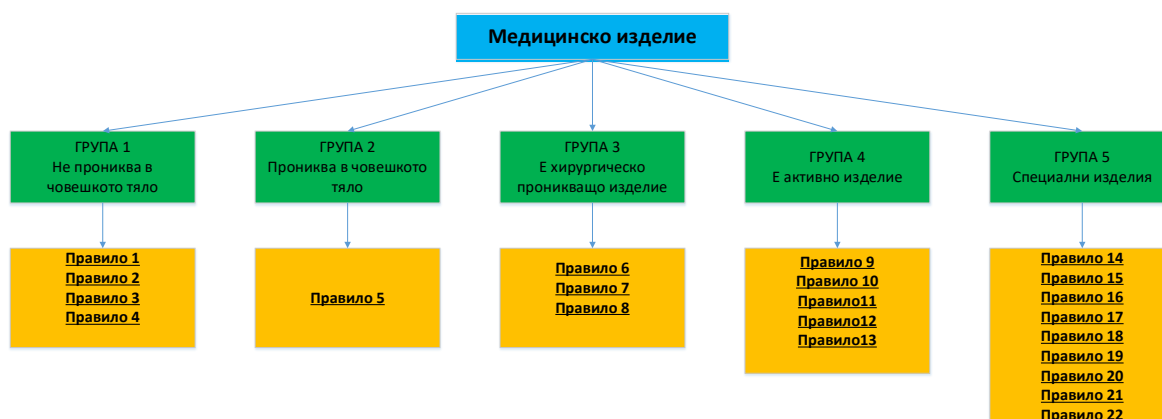 Медицинско изделие
ГРУПА 1
Не прониква в
човешкото тяло
ГРУПА 2
Прониква в човешкото
тяло
ГРУПА 3
Е хирургическо
проникващо изделие
ГРУПА 4
Е активно изделие
ГРУПА 5
Специални изделия
Правило 1
Правило 2
Правило 3
Правило 4
Правило 5
Правило 6
Правило 7
Правило 8
Правило 9
Правило 10
Правило11
Правило12
Правило13
Правило 14
Правило 15
Правило 16
Правило 17
Правило 18
Правило 19
Правило 20
Правило 21
Правило 22